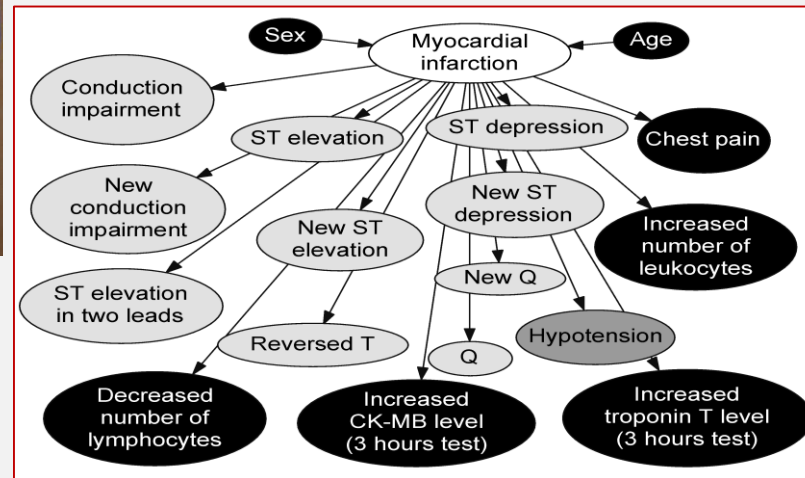 Sex
Myocardial
infarction
Age
Conduction
impairment
ST elevation
ST depression
Chest pain
New
conduction
impairment
New ST
elevation
New ST
depression
Increased
number of
leukocytes
ST elevation
in two leads
New Q
Reversed T
Q
Hypotension
Decreased
number of
lymphocytes
Increased
CK-MB level
(3 hours test)
Increased
troponin T level
(3 hours test)